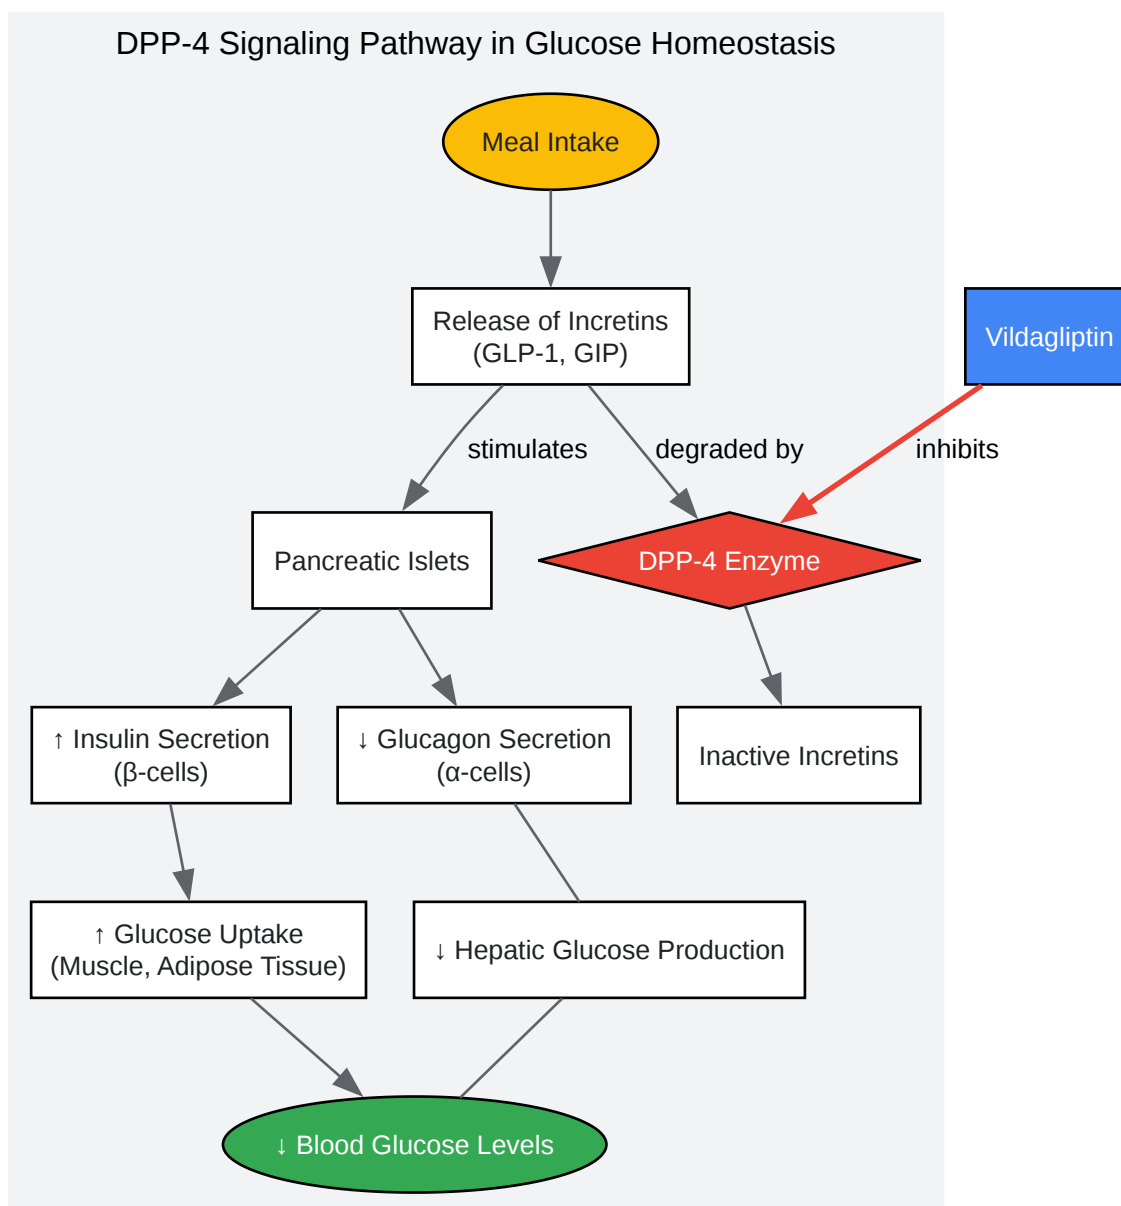 DPP-4 Signaling Pathway in Glucose Homeostasis
Meal Intake
Release of Incretins
(GLP-1, GIP)
Vildagliptin
stimulates
degraded by
inhibits
Pancreatic Islets
DPP-4 Enzyme
↑ Insulin Secretion
(β-cells)
↓ Glucagon Secretion
(α-cells)
Inactive Incretins
↑ Glucose Uptake
(Muscle, Adipose Tissue)
↓ Hepatic Glucose Production
↓ Blood Glucose Levels